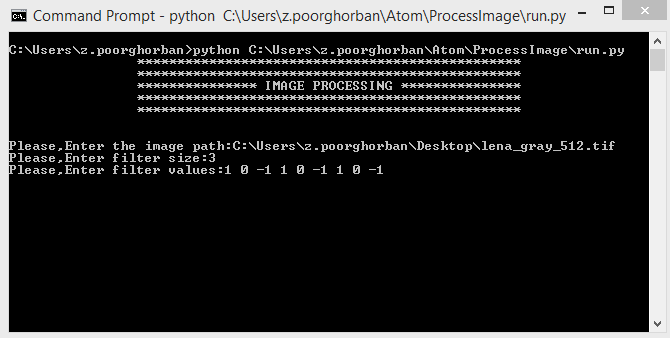 Command Prompt - python C:\Users\z.poorghorban\Atom\ProcessImage\run.py
C:\Users\z.poorghorban>python C:\Users\z.poorghorban\Atom\ProcessImage\run.py
************************************************
************************************************
*************** IMAGE PROCESSING ***************
************************************************
************************************************
Please,Enter the image path:C:\Users\z.poorghorban\Desktop\lena_gray_512.tif
Please,Enter filter size:3
Please,Enter filter values:1 0 -1 1 0 -1 1 0 -1